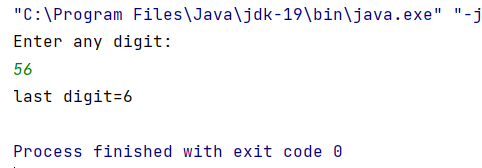 "C:\Program Files\Java\jdk-19\bin\java.exe" "-j
Enter any digit:
56
last digit=6
Process finished with exit code 0